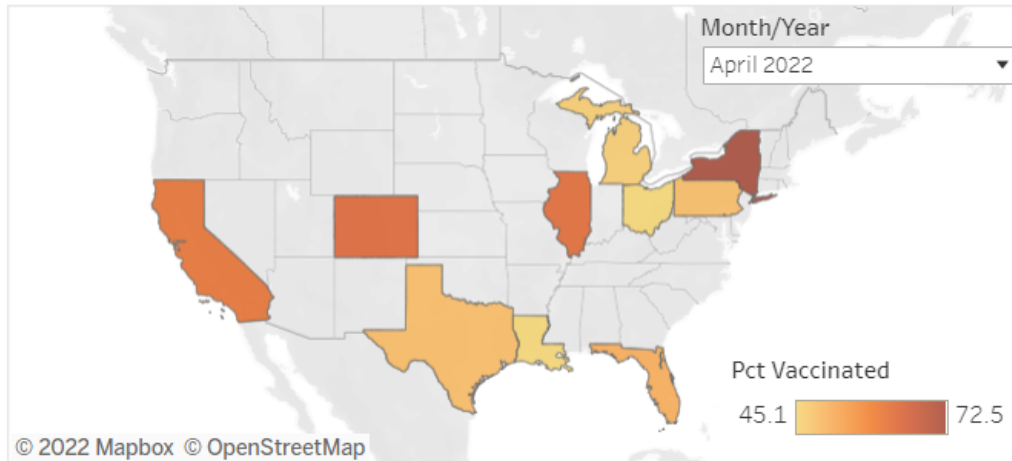 Month/Year
April 2022
Pct Vaccinated
45.1 72.5
© 2022 Mapbox © OpenStreetMap